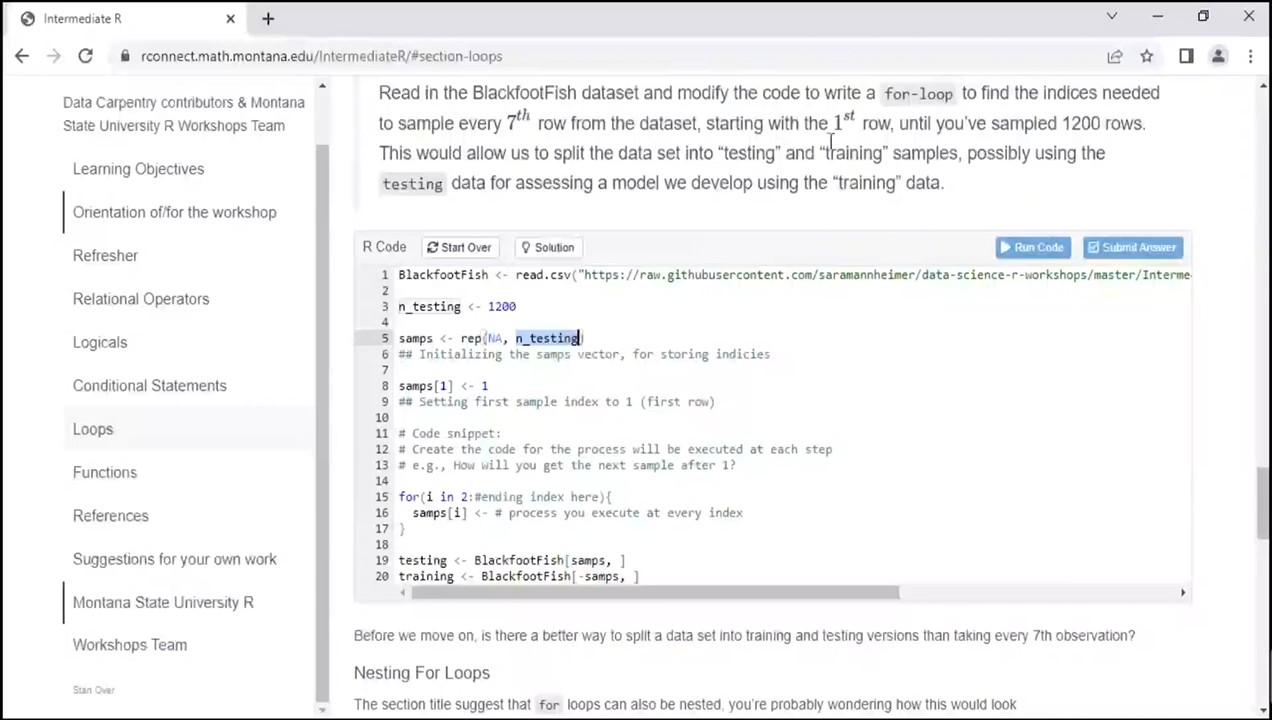 Intermediate R
rconnect.math.montana.edu/IntermediateR/#section-loops
Data Carpentry contributors & Montana
State University R Workshops Team
Learning Objectives
Orientation of/for the workshop
Refresher
Relational Operators
Logicals
Conditional Statements
Loops
Functions
References
Suggestions for your own work
Montana State University R
Workshops Team
Start Over
Read in the BlackfootFish dataset and modify the code to write a for-loop to find the indices needed
to sample every 7th row from the dataset, starting with the 1st row, until you've sampled 1200 rows.
This would allow us to split the data set into “testing” and “training” samples, possibly using the
testing data for assessing a model we develop using the “training” data.
R Code Start Over Solution Run Code Submit Answer
1 BlackfootFish <- read.csv("https://raw.githubusercontent.com/saramannheimer/data-science-r-workshops/master/Interme
2
3 n_testing <- 1200
4
5 samps <- rep(NA, n_testing)
6 ## Initializing the samps vector, for storing indicies
7
8 samps[1] <- 1
9 ## Setting first sample index to 1 (first row)
10
11 # Code snippet:
12 # Create the code for the process will be executed at each step
13 # e.g., How will you get the next sample after 1?
14
15 for(i in 2:#ending index here){
16 samps[i] <- # process you execute at every index
17 }
18
19 testing <- BlackfootFish[samps, ]
20 training <- BlackfootFish[-samps, ]
Before we move on, is there a better way to split a data set into training and testing versions than taking every 7th observation?
Nesting For Loops
The section title suggest that for loops can also be nested, you're probably wondering how this would look